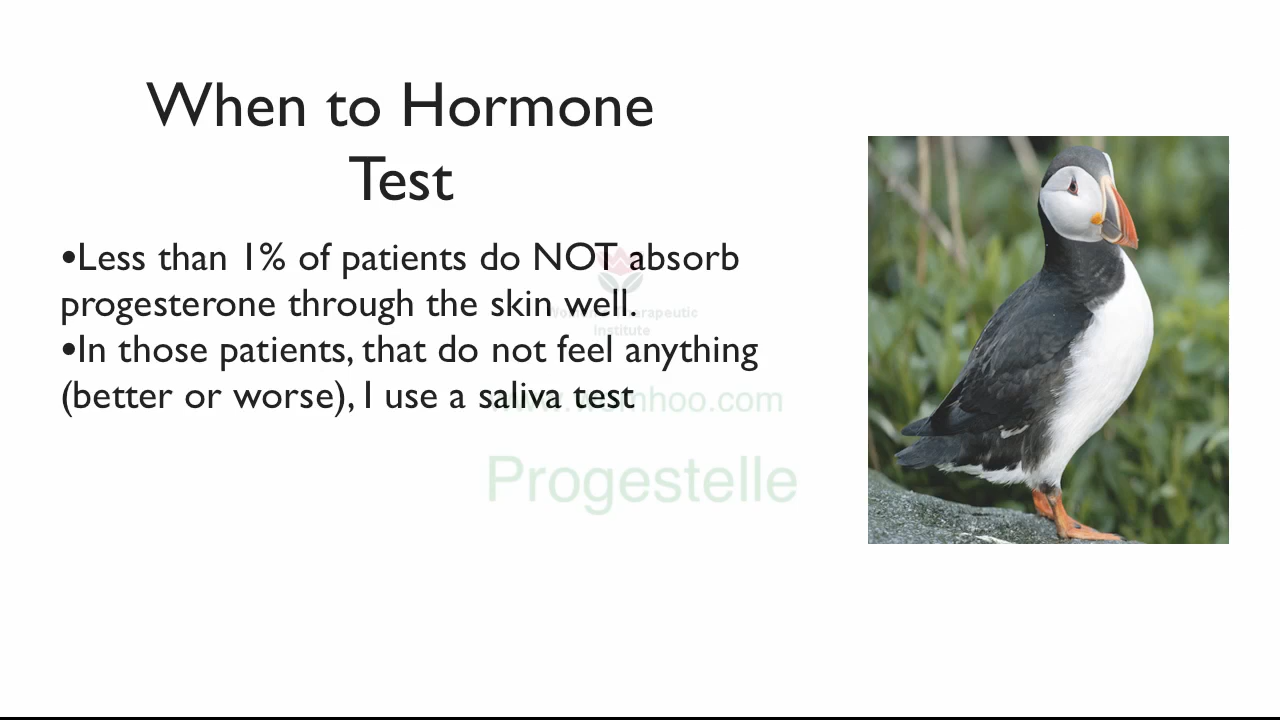 When to Hormone
Test
•Less than 1% of patients do NOT absorb
progesterone through the skin well.
•In those patients, that do not feel anything
(better or worse), I use a saliva test
Institute
Progestelle